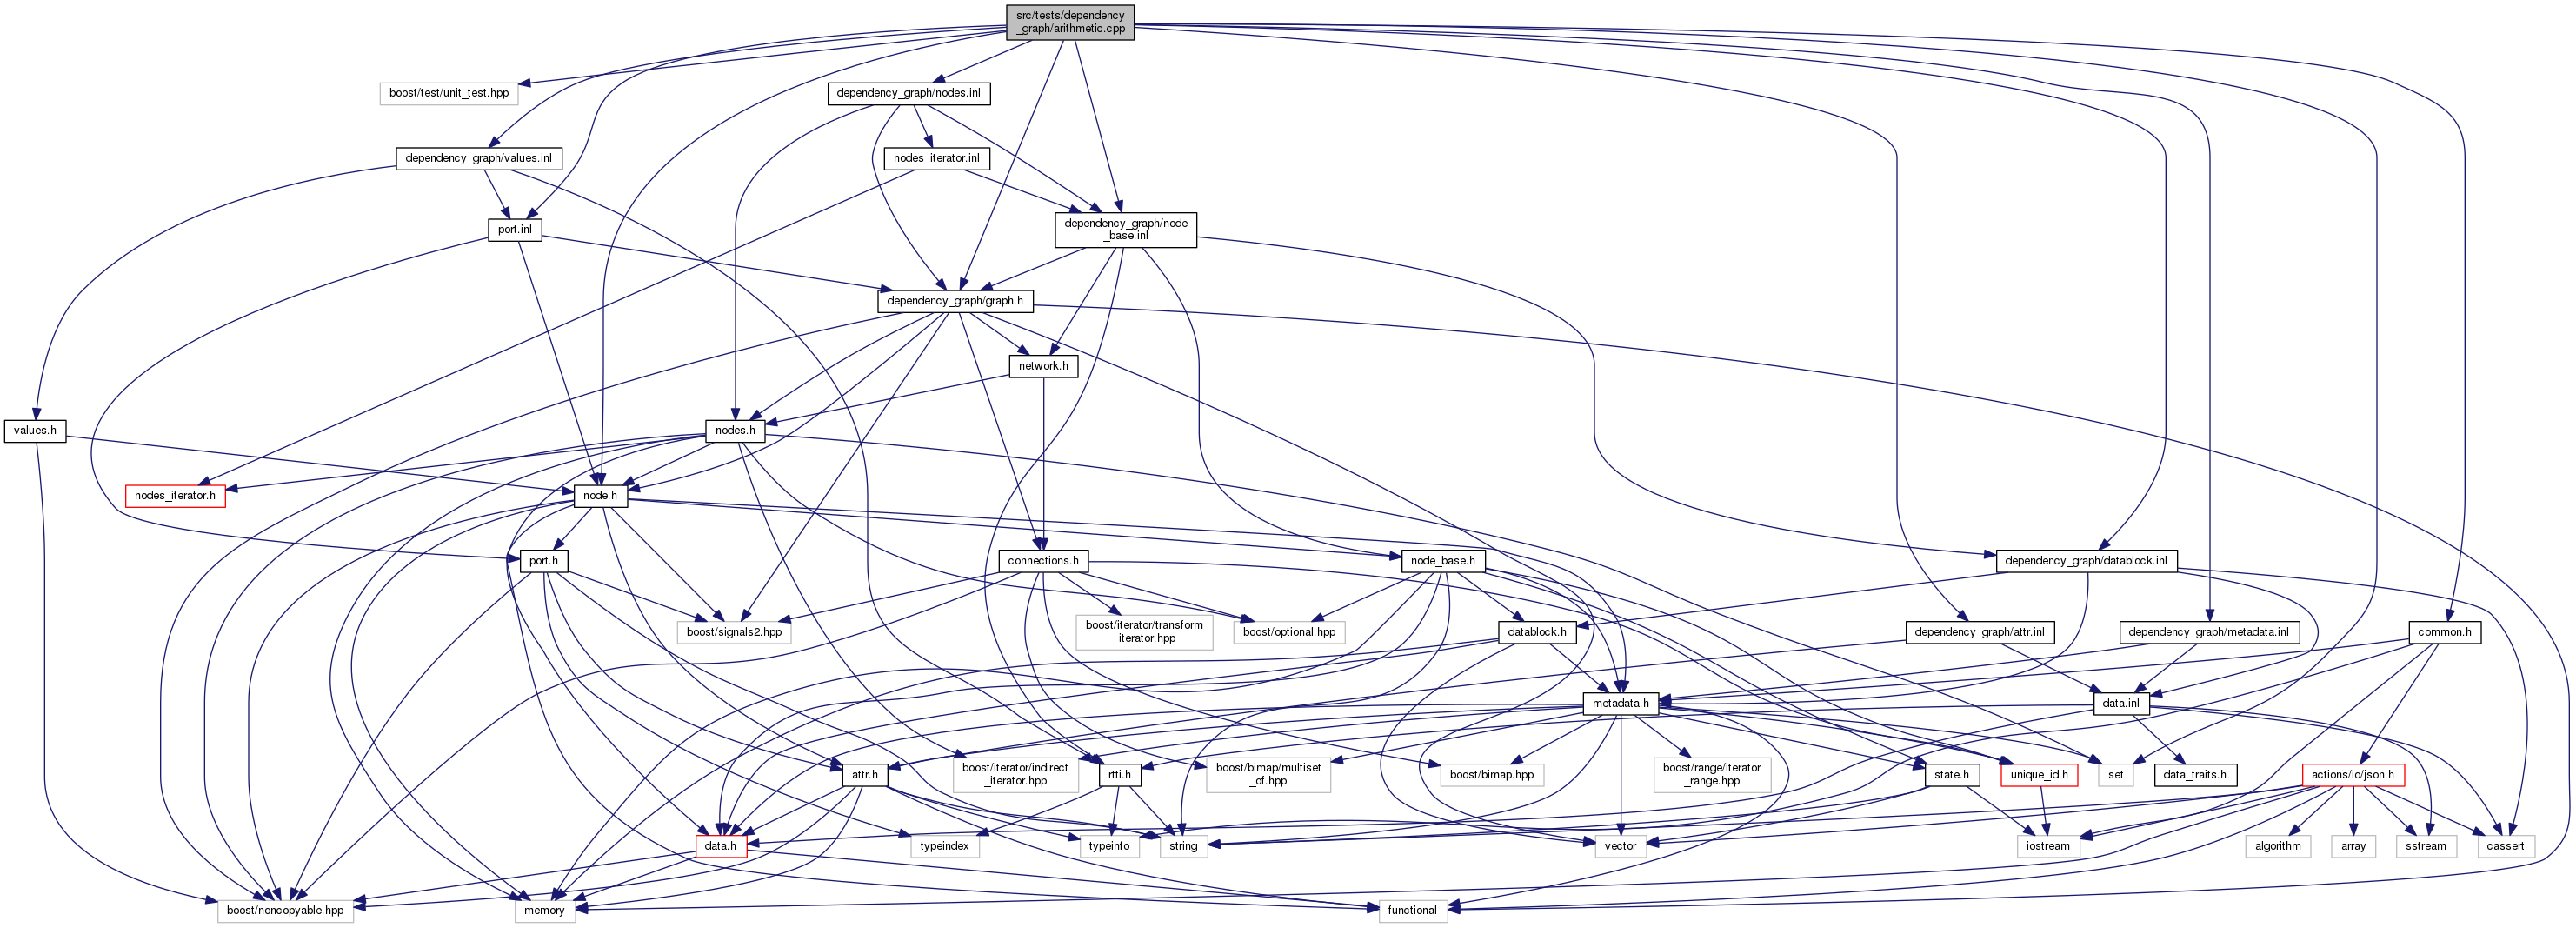 src/tests/dependency
_graph/arithmetic.cpp
boost/test/unit_test.hpp
dependency_graph/nodes.inl
dependency_graph/values.inl
nodes_iterator.inl
port.inl
dependency_graph/node
_base.inl
dependency_graph/graph.h
network.h
values.h
nodes.h
nodes_iterator.h
node.h
port.h
connections.h
node_base.h
dependency_graph/datablock.inl
boost/signals2.hpp
boost/iterator/transform
_iterator.hpp
boost/optional.hpp
datablock.h
dependency_graph/attr.inl
dependency_graph/metadata.inl
common.h
metadata.h
data.inl
attr.h
boost/iterator/indirect
_iterator.hpp
rtti.h
boost/bimap/multiset
_of.hpp
boost/bimap.hpp
boost/range/iterator
_range.hpp
state.h
unique_id.h
set
data_traits.h
actions/io/json.h
data.h
typeindex
typeinfo
string
vector
iostream
algorithm
array
sstream
cassert
boost/noncopyable.hpp
memory
functional